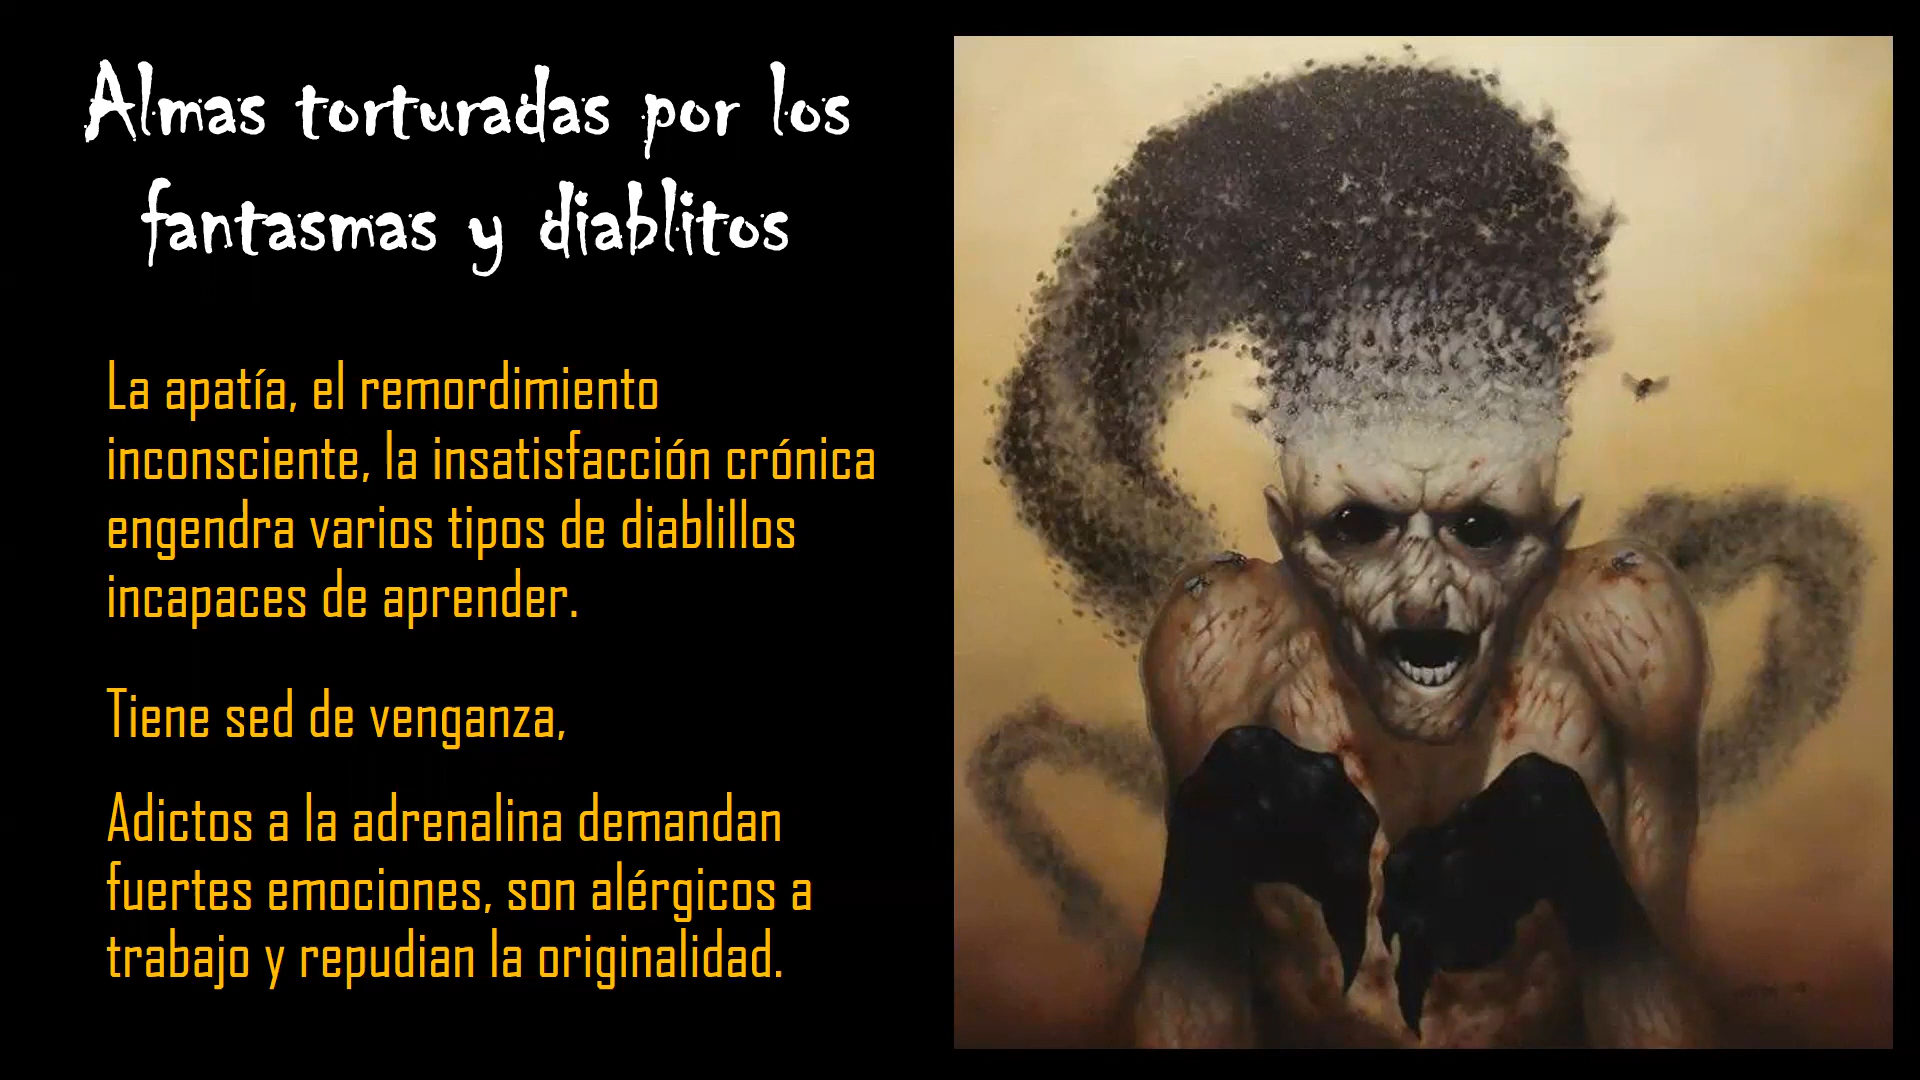 Almas torturadas por los
fantasmas y diablitos
La apatía, el remordimiento
inconsciente, la insatisfacción crónica
engendra varios tipos de diablillos
incapaces de aprender.
Tiene sed de venganza,
Adictos a la adrenalina demandan
fuertes emociones, son alérgicos a
trabajo y repudian la originalidad.